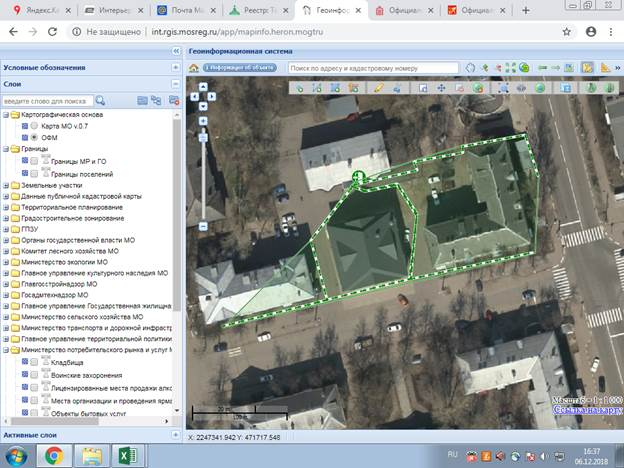 Яндекс.Ка
Интерьер
Почта Ма
Реестр: Те
Геоинфор
Официал
Официал
Не защищено | int.rgis.mosreg.ru/app/mapinfo.heron.mogtru
Геоинформационная система
Условные обозначения
Информация об объекте
Поиск по адресу и кадастровому номеру
Слои
введите слово для поиска
Картографическая основа
Карта МО v.0.7
ОФМ
Границы
Границы МР и ГО
Границы поселений
Земельные участки
Данные публичной кадастровой карты
Территориальное планирование
Градостроительное зонирование
ГПЗУ
Органы государственной власти МО
Комитет лесного хозяйства МО
Министерство экологии МО
Главное управление культурного наследия МО
Главгосстройнадзор МО
Госадмтехнадзор МО
Главное управление Государственная жилищная
Министерство сельского хозяйства МО
Министерство транспорта и дорожной инфраст
Главное управление территориальной политики
Министерство потребительского рынка и услуг М
Кладбища
Воинские захоронения
Лицензированные места продажи алко
Места организации и проведения ярма
Объекты бытовых услуг
20 m
100 ft
Масштаб = 1 : 1000
Ссылка на карту
Активные слои
X: 2247341.942 Y: 471717.548
RU
16:37
06.12.2018